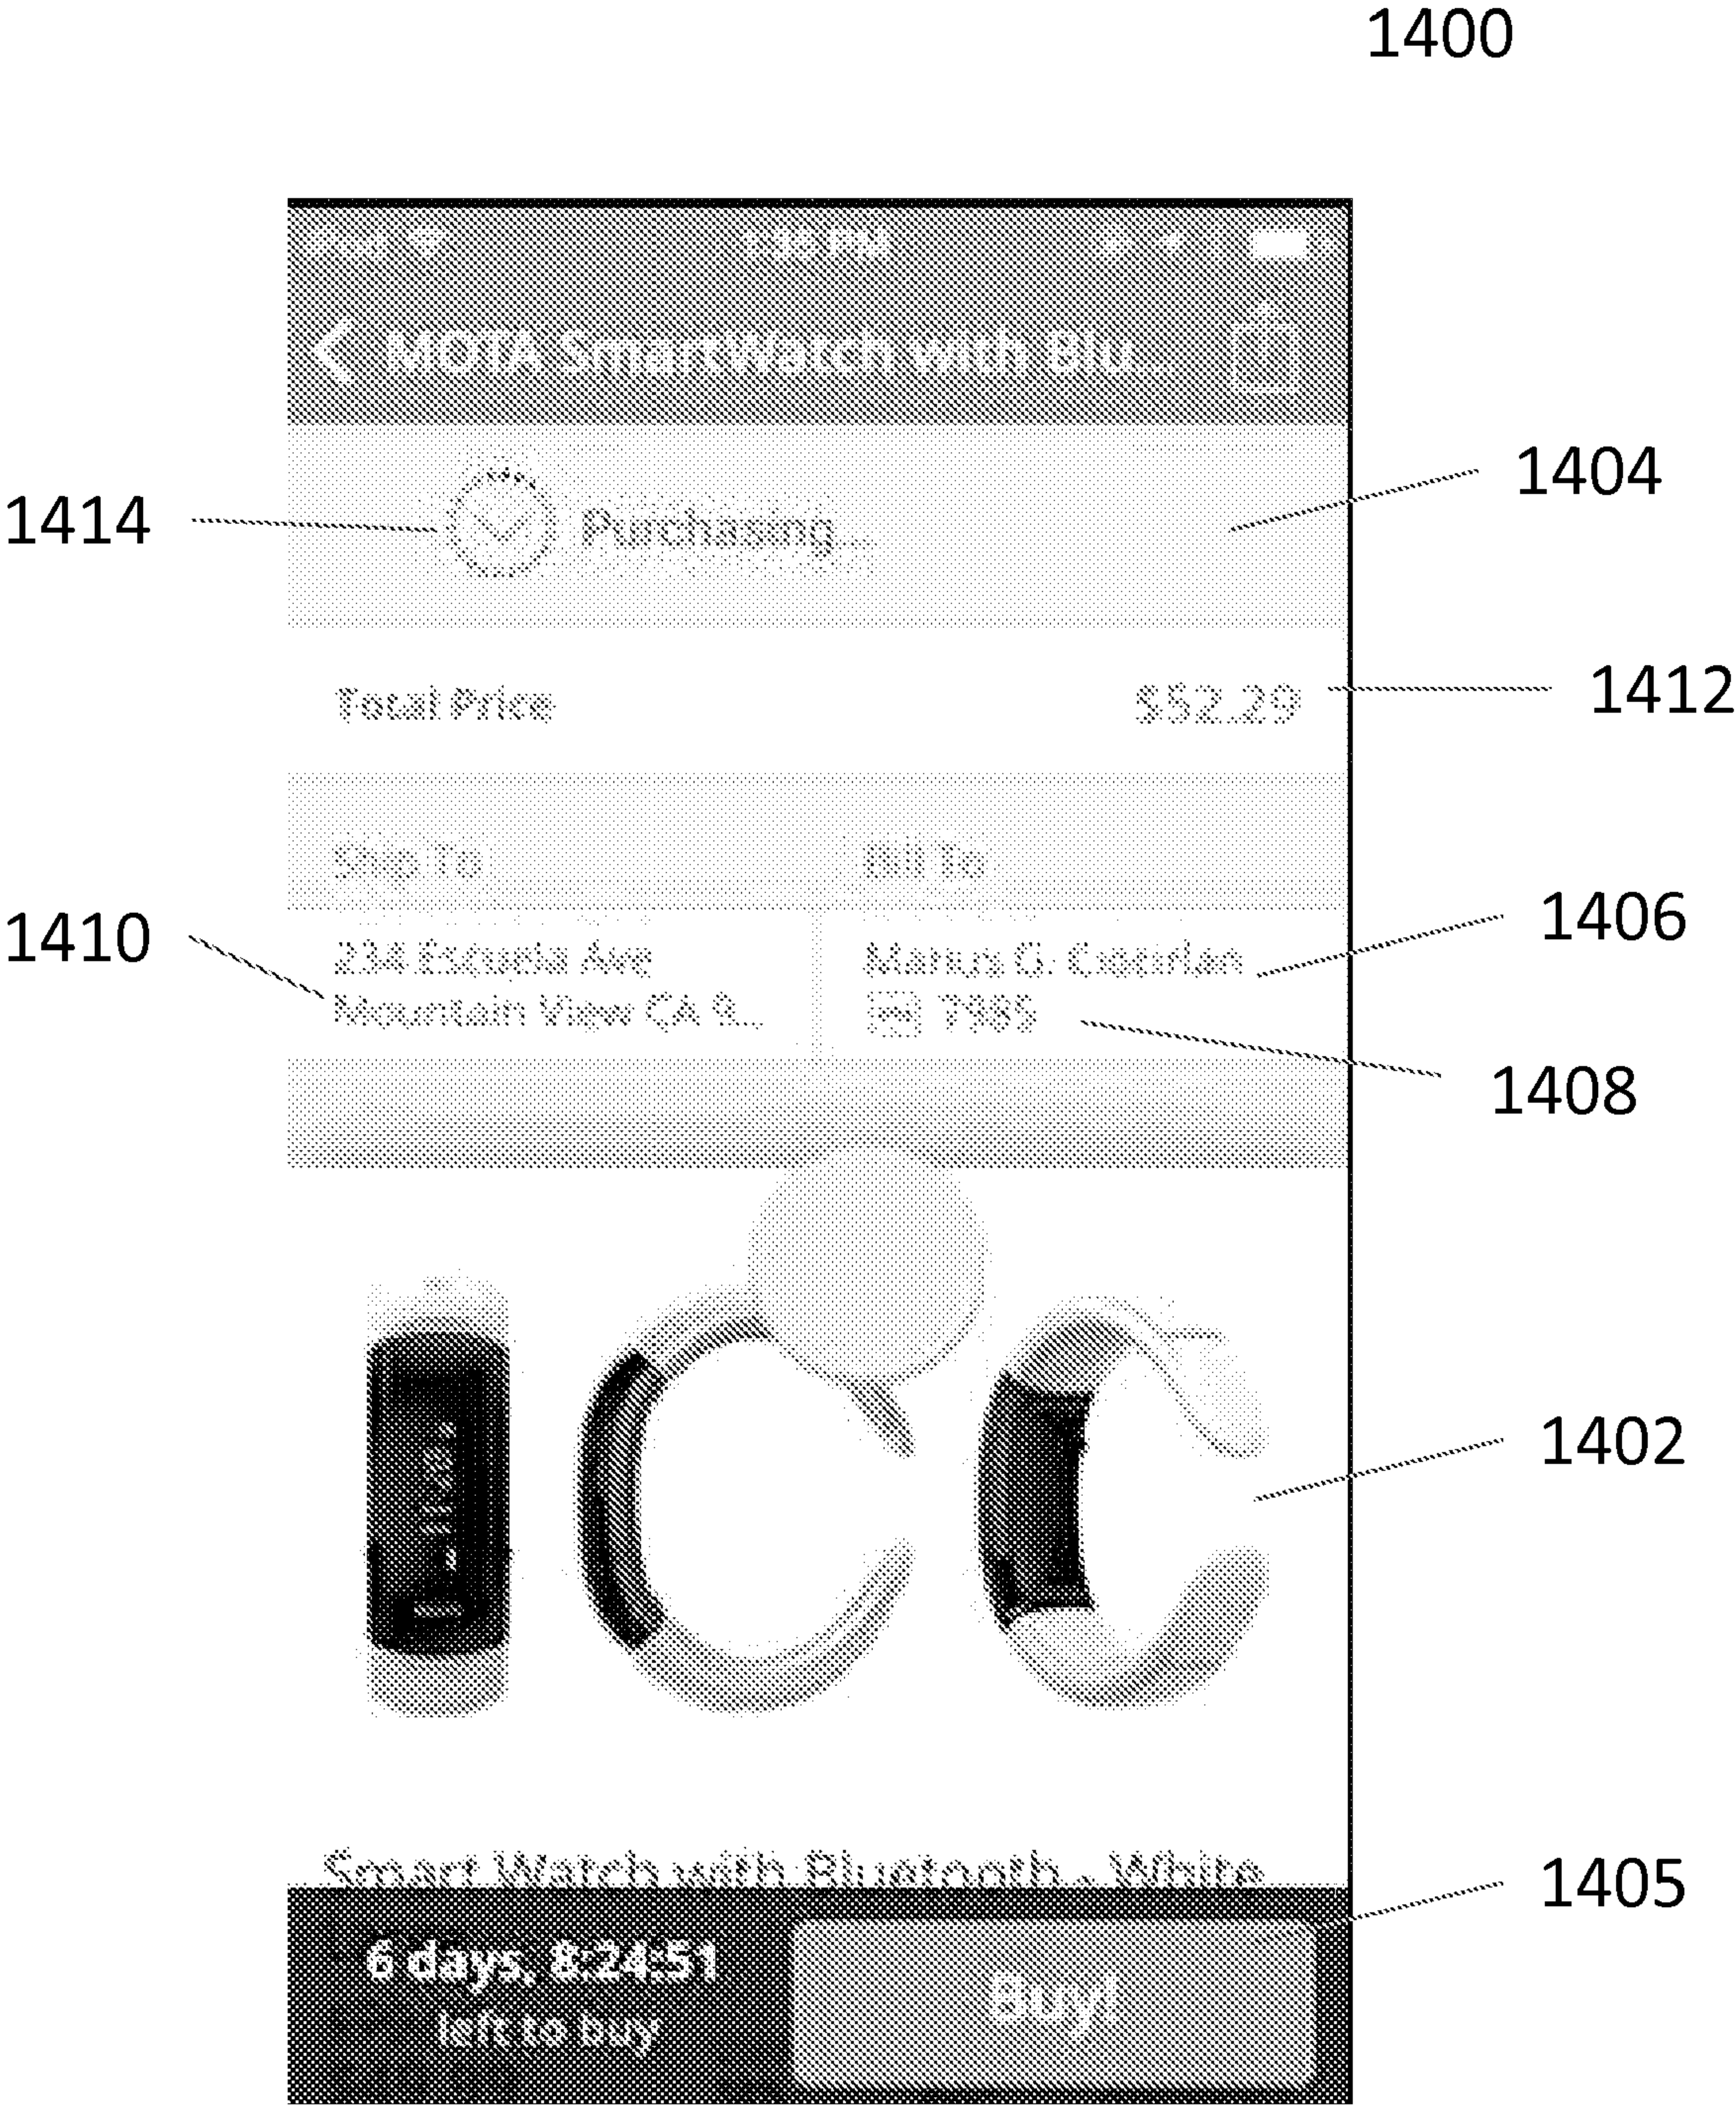 1400
MOTA SmartWatch with Blu...
1404
1414
Purchasing...
1412
Total Price
$52.29
Ship To
Bill To
1410
1406
234 Escuela Ave
Mountain View CA 9...
7985
1408
1402
1405
Smart Watch with Bluetooth - White
6 days, 8:24:51
left to buy
Buy!